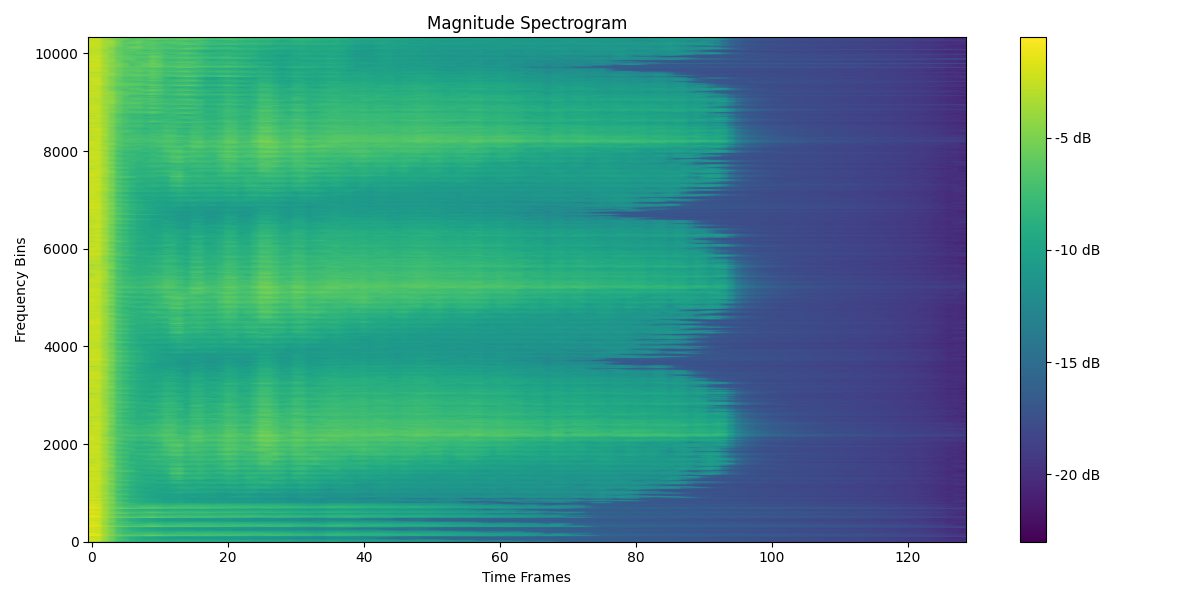 Magnitude Spectrogram
10000
8000
6000
4000
2000
0
Frequency Bins
0 20 40 60 80 100 120
Time Frames
-5 dB
-10 dB
-15 dB
-20 dB